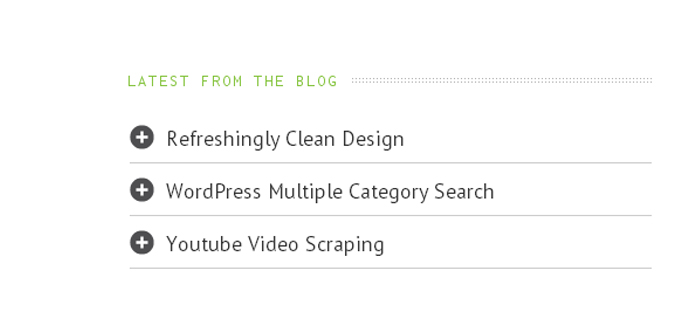 LATEST FROM THE BLOG
Refreshingly Clean Design
WordPress Multiple Category Search
Youtube Video Scraping